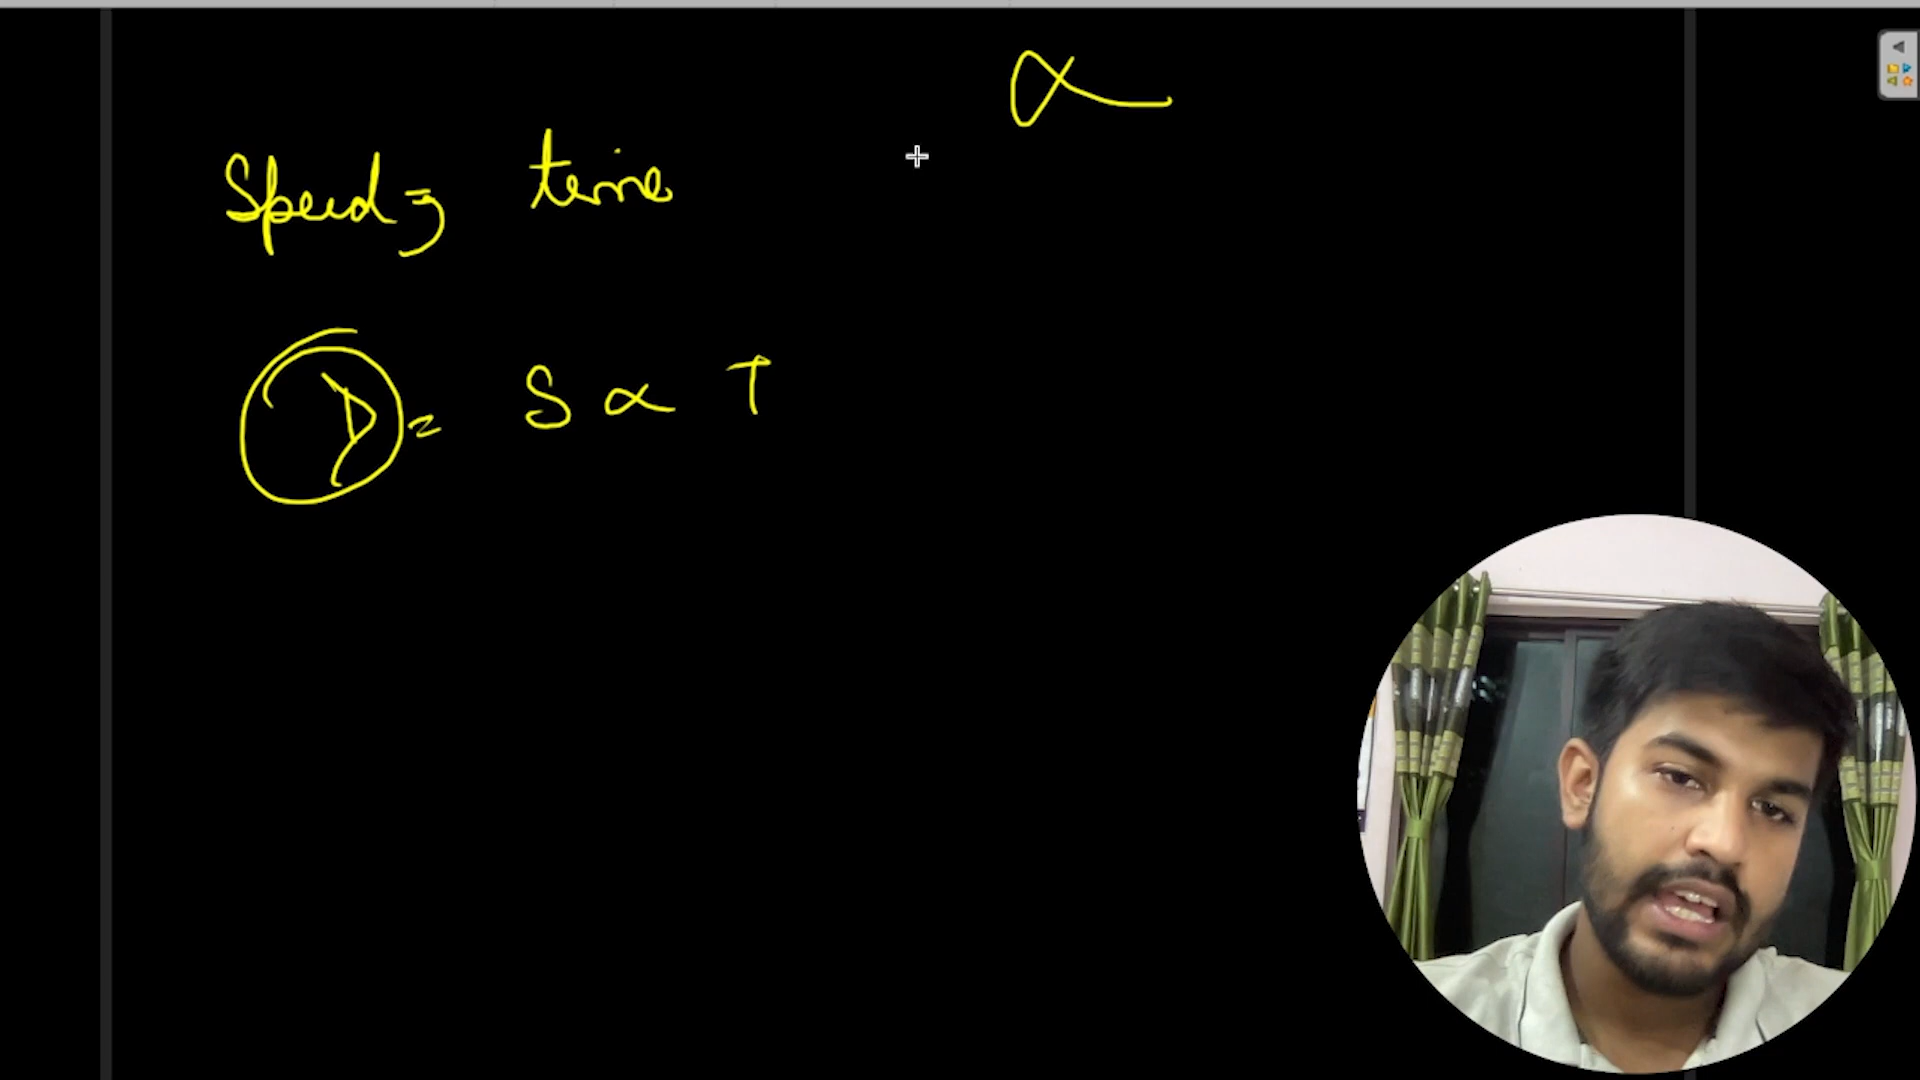 ∝
Speed = time
D = S ∝ T